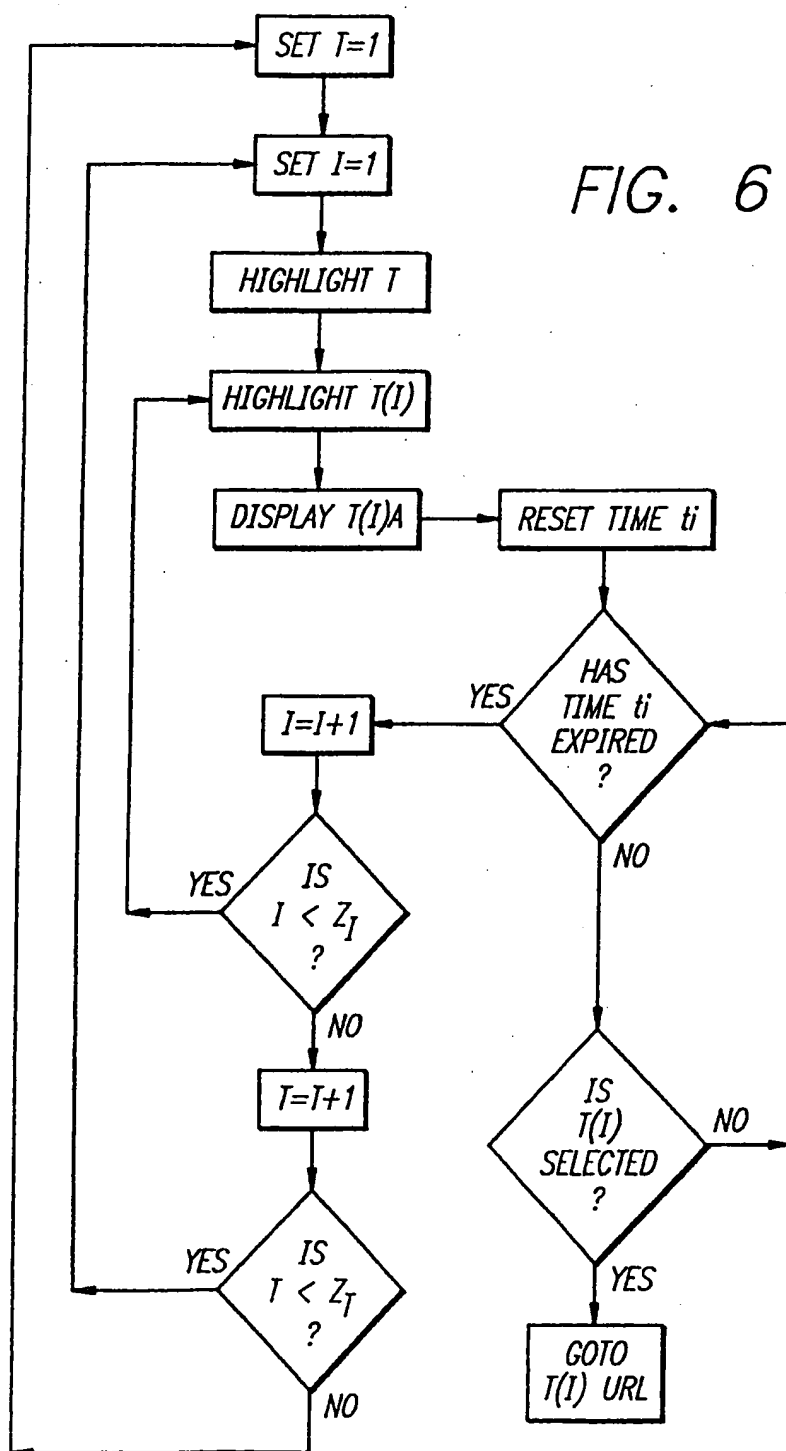 SET T=1
SET I=1
FIG. 6
HIGHLIGHT T
HIGHLIGHT T(I)
DISPLAY T(I)A
RESET TIME ti
HAS
TIME ti
EXPIRED
?
YES
NO
I=I+1
IS
I < Z_I
?
YES
NO
T=T+1
IS
T(I)
SELECTED
?
NO
YES
IS
T < Z_T
?
YES
NO
GOTO
T(I) URL